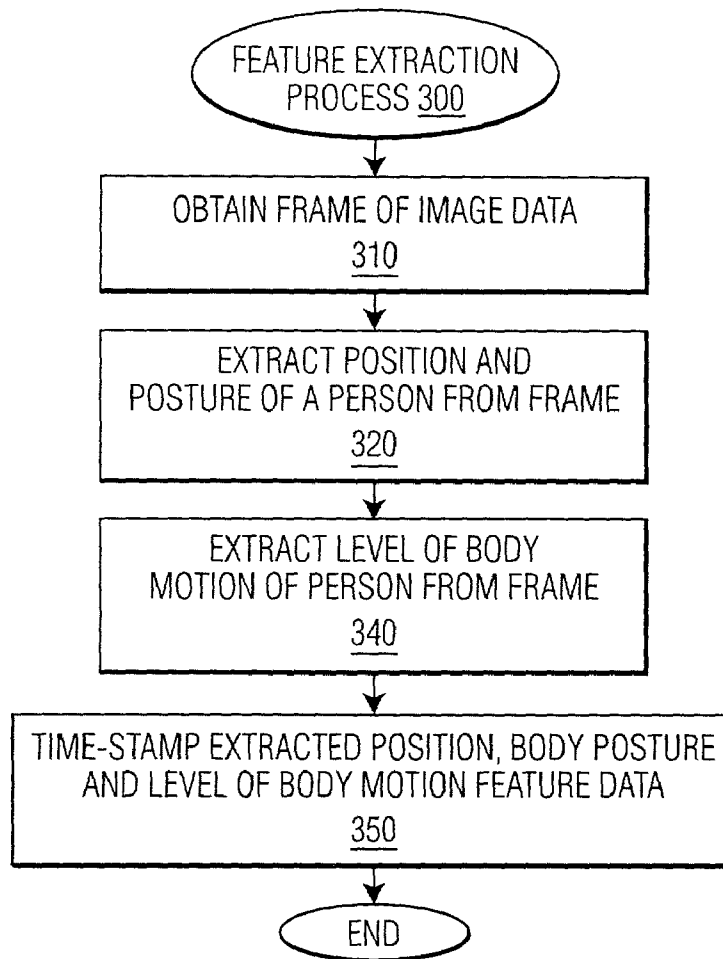 FEATURE EXTRACTION
PROCESS 300
OBTAIN FRAME OF IMAGE DATA
310
EXTRACT POSITION AND
POSTURE OF A PERSON FROM FRAME
320
EXTRACT LEVEL OF BODY
MOTION OF PERSON FROM FRAME
340
TIME-STAMP EXTRACTED POSITION, BODY POSTURE
AND LEVEL OF BODY MOTION FEATURE DATA
350
END